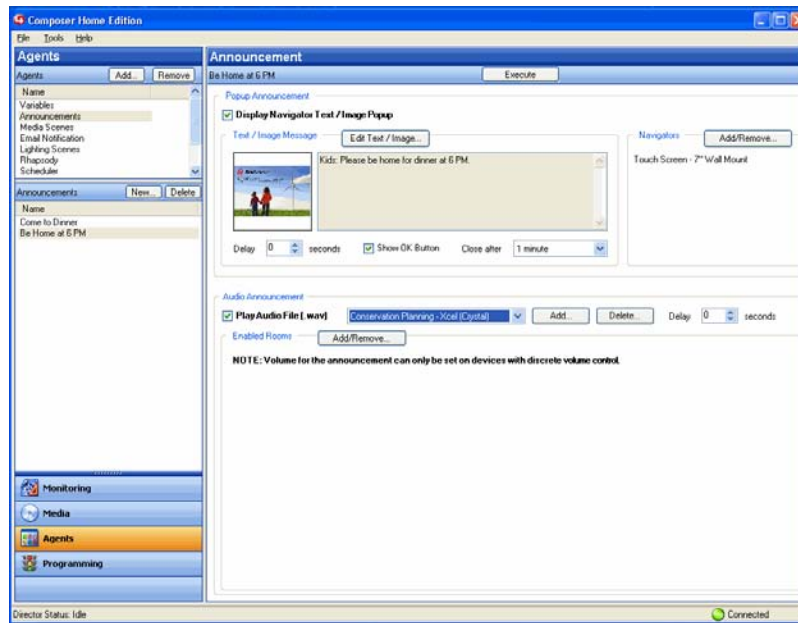 Composer Home Edition
File Tools Help
Agents
Agents Add... Remove
Name
Variables
Announcements
Media Scenes
Email Notification
Lighting Scenes
Rhapsody
Scheduler
Announcements New... Delete
Name
Come to Dinner
Be Home at 6 PM
Monitoring
Media
Agents
Programming
Announcement
Be Home at 6 PM Execute
Popup Announcement
Display Navigator Text / Image Popup
Text / Image Message Edit Text / Image...
Kids: Please be home for dinner at 6 PM.
Delay 0 seconds Show OK Button Close after 1 minute
Navigators Add/Remove...
Touch Screen - 7" Wall Mount
Audio Announcement
Play Audio File (.wav) Conservation Planning - Xcel (Crystal) Add... Delete... Delay 0 seconds
Enabled Rooms Add/Remove...
NOTE: Volume for the announcement can only be set on devices with discrete volume control.
Director Status: Idle
Connected